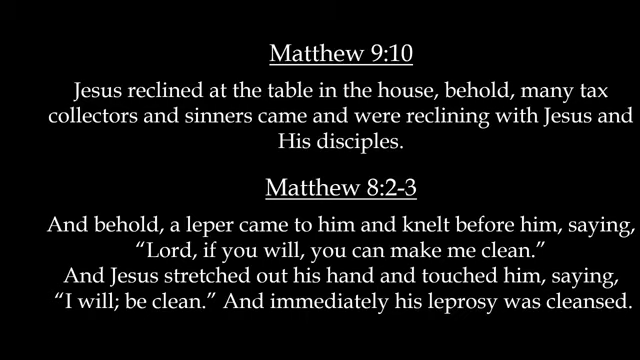 Matthew 9:10
Jesus reclined at the table in the house, behold, many tax
collectors and sinners came and were reclining with Jesus and
His disciples.
Matthew 8:2-3
And behold, a leper came to him and knelt before him, saying,
“Lord, if you will, you can make me clean.”
And Jesus stretched out his hand and touched him, saying,
“I will; be clean.” And immediately his leprosy was cleansed.